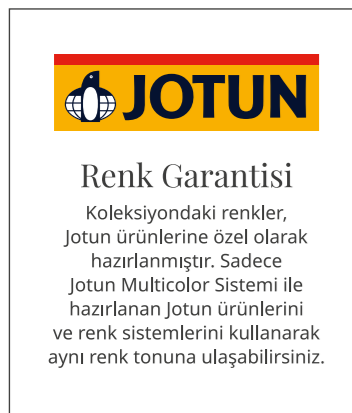 JOTUN
Renk Garantisi
Koleksiyondaki renkler,
Jotun ürünlerine özel olarak
hazırlanmıştır. Sadece
Jotun Multicolor Sistemi ile
hazırlanan Jotun ürünlerini
ve renk sistemlerini kullanarak
aynı renk tonuna ulaşabilirsiniz.